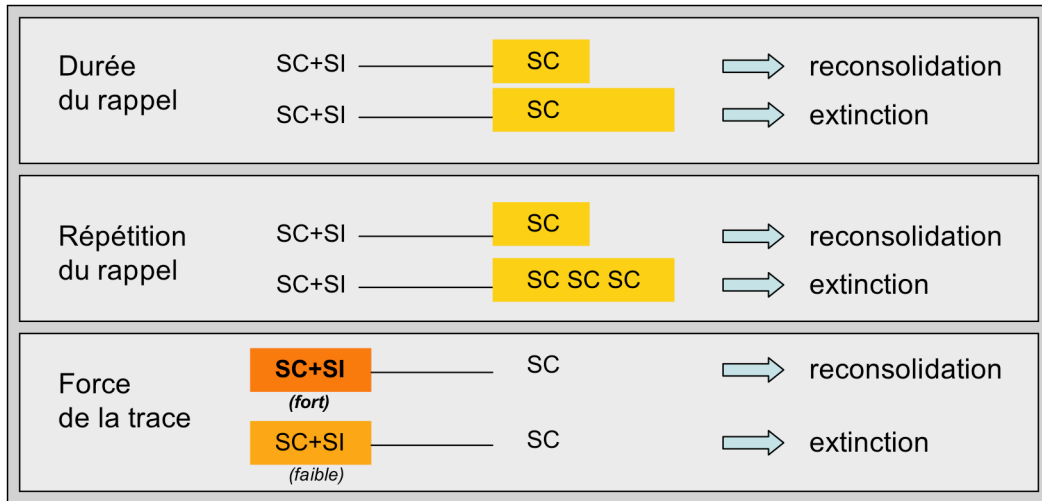 Durée
du rappel
SC+SI
SC
reconsolidation
SC+SI
SC
extinction
Répétition
du rappel
SC+SI
SC
reconsolidation
SC+SI
SC SC SC
extinction
Force
de la trace
SC+SI
(fort)
SC
reconsolidation
SC+SI
(faible)
SC
extinction